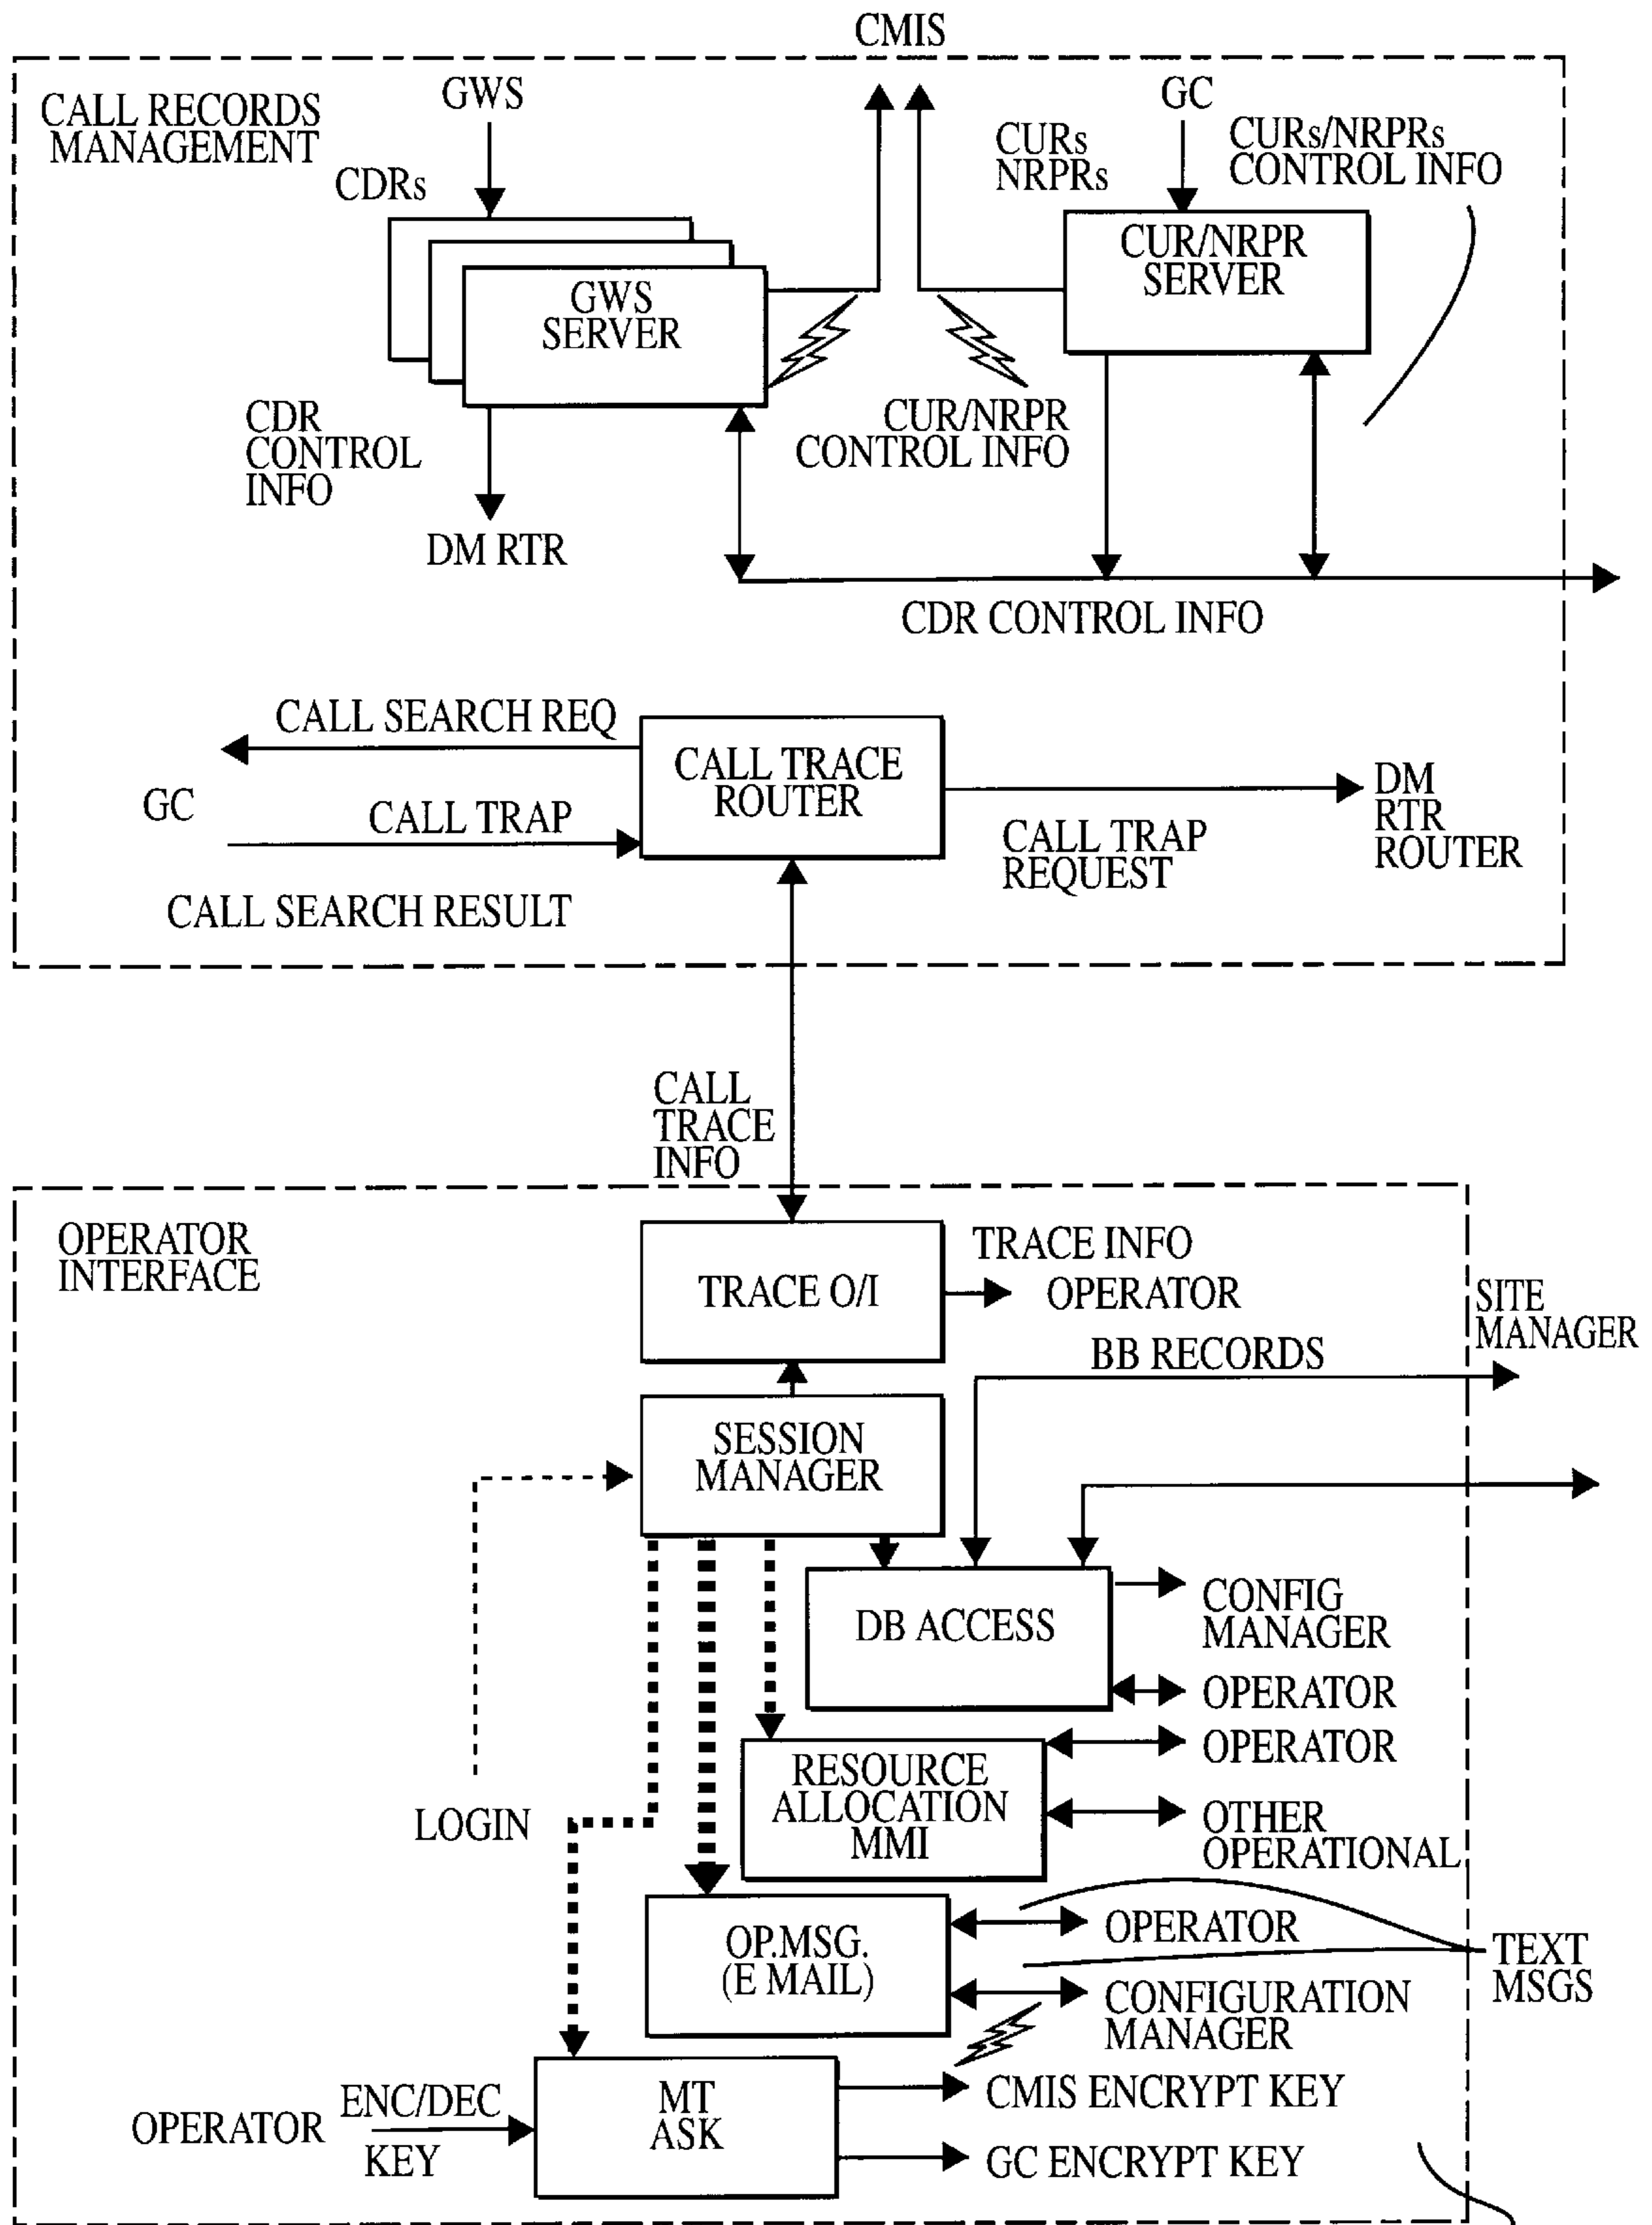 CMIS
CALL RECORDS
MANAGEMENT
GWS
CDRs
GC
CURs
NRPRs
CURs/NRPRs
CONTROL INFO
GWS
SERVER
CUR/NRPR
SERVER
CDR
CONTROL
INFO
CUR/NRPR
CONTROL INFO
DM RTR
CDR CONTROL INFO
CALL SEARCH REQ
GC
CALL TRAP
CALL SEARCH RESULT
CALL TRACE
ROUTER
CALL TRAP
REQUEST
DM
RTR
ROUTER
CALL
TRACE
INFO
OPERATOR
INTERFACE
TRACE O/I
TRACE INFO
OPERATOR
SITE
MANAGER
BB RECORDS
SESSION
MANAGER
DB ACCESS
CONFIG
MANAGER
OPERATOR
OPERATOR
RESOURCE
ALLOCATION
MMI
OTHER
OPERATIONAL
LOGIN
OP.MSG.
(E MAIL)
OPERATOR
CONFIGURATION
MANAGER
TEXT
MSGS
OPERATOR
ENC/DEC
KEY
MT
ASK
CMIS ENCRYPT KEY
GC ENCRYPT KEY